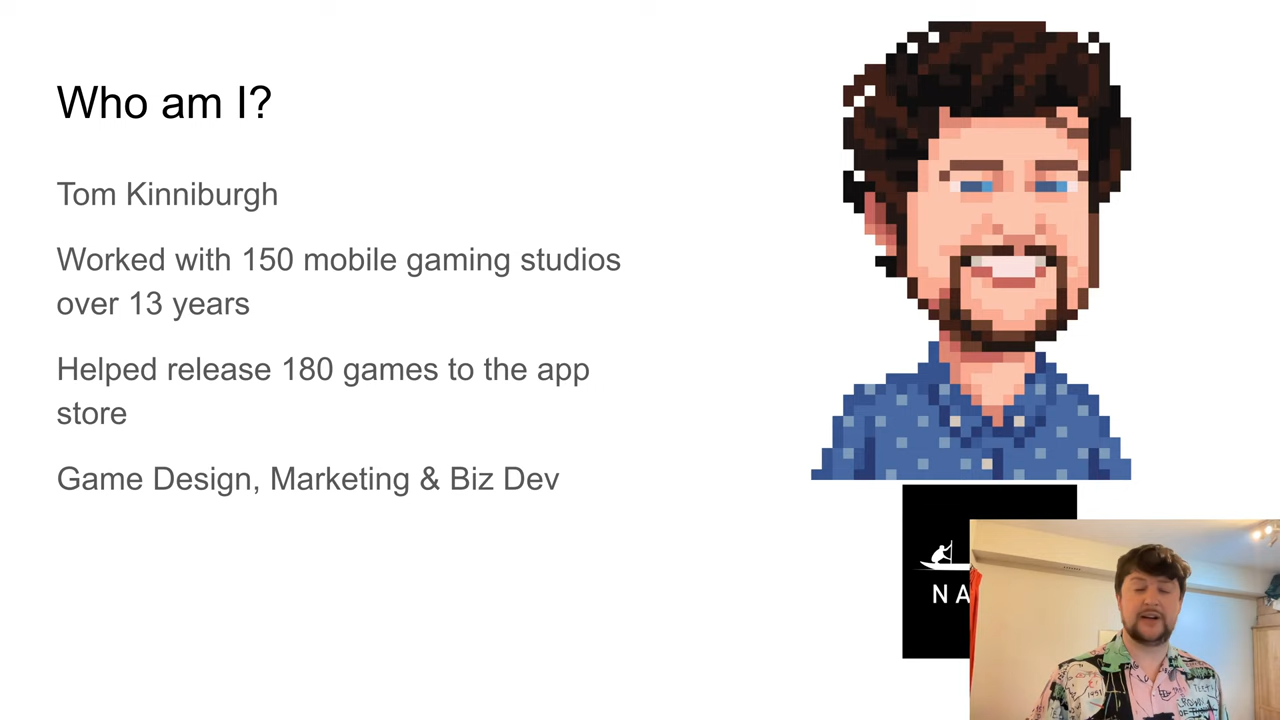 Who am I?
Tom Kinniburgh
Worked with 150 mobile gaming studios
over 13 years
Helped release 180 games to the app
store
Game Design, Marketing & Biz Dev
N A
1951